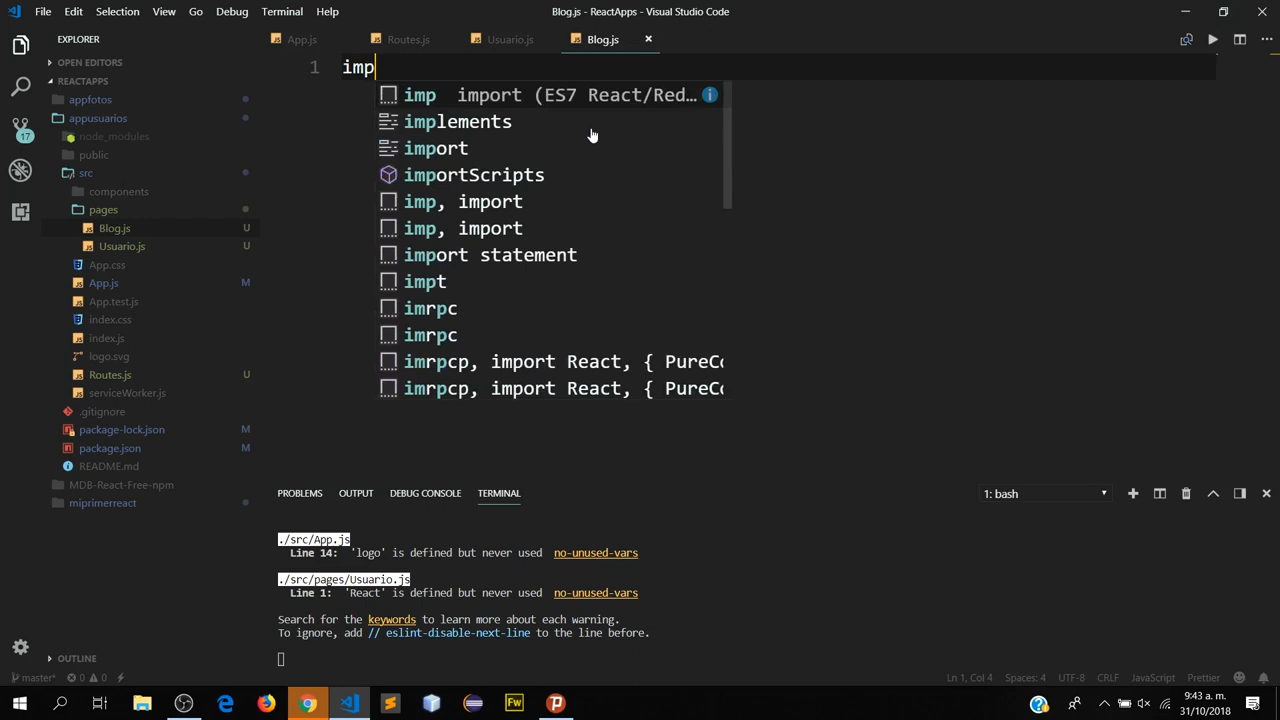 File Edit Selection View Go Debug Terminal Help
Blog.js - ReactApps - Visual Studio Code
EXPLORER
App.js Routes.js Usuario.js Blog.js
OPEN EDITORS
REACTAPPS
appfotos
appusuarios
node_modules
public
src
components
pages
Blog.js U
Usuario.js U
App.css
App.js M
App.test.js
index.css
index.js
logo.svg
Routes.js U
serviceWorker.js
.gitignore
package-lock.json M
package.json M
README.md
MDB-React-Free-npm
miprimerreact
OUTLINE
17
1 imp
imp import (ES7 React/Red...
implements
import
importScripts
imp, import
imp, import
import statement
impt
imrpc
imrpc
imrpcp, import React, { PureCo
imrpcp, import React, { PureCo
PROBLEMS OUTPUT DEBUG CONSOLE TERMINAL
1: bash
./src/App.js
Line 14: 'logo' is defined but never used no-unused-vars
./src/pages/Usuario.js
Line 1: 'React' is defined but never used no-unused-vars
Search for the keywords to learn more about each warning.
To ignore, add // eslint-disable-next-line to the line before.
master* 0 0
Ln 1, Col 4 Spaces: 4 UTF-8 CRLF JavaScript Prettier
Fw
9:43 a. m.
31/10/2018